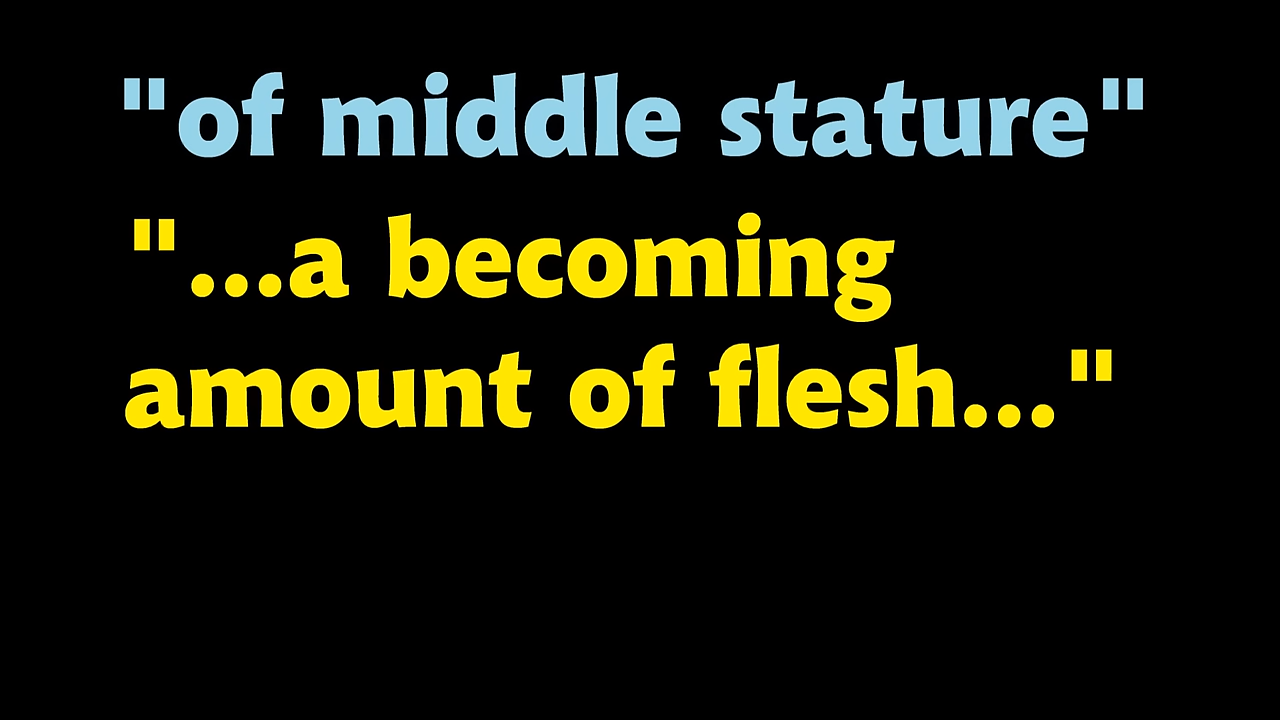 "of middle stature"
"...a becoming
amount of flesh..."